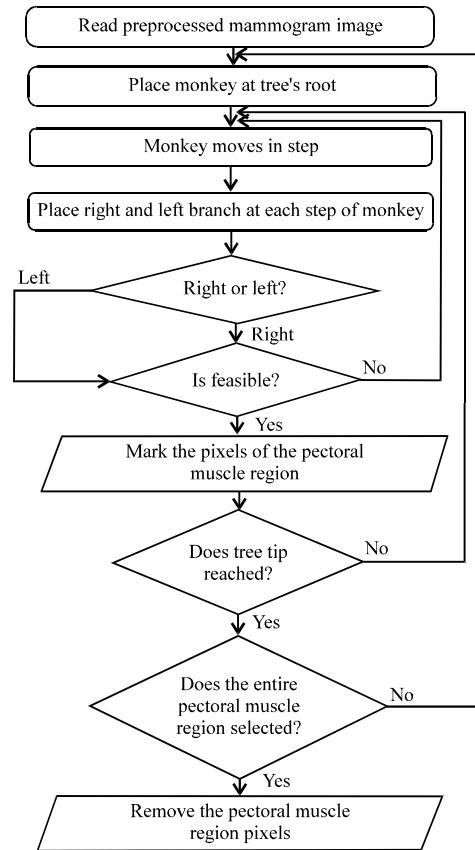 Read preprocessed mammogram image
Place monkey at tree's root
Monkey moves in step
Place right and left branch at each step of monkey
Left
Right or left?
Right
Is feasible?
No
Yes
Mark the pixels of the pectoral
muscle region
Does tree tip
reached?
No
Yes
Does the entire
pectoral muscle
region selected?
No
Yes
Remove the pectoral muscle
region pixels